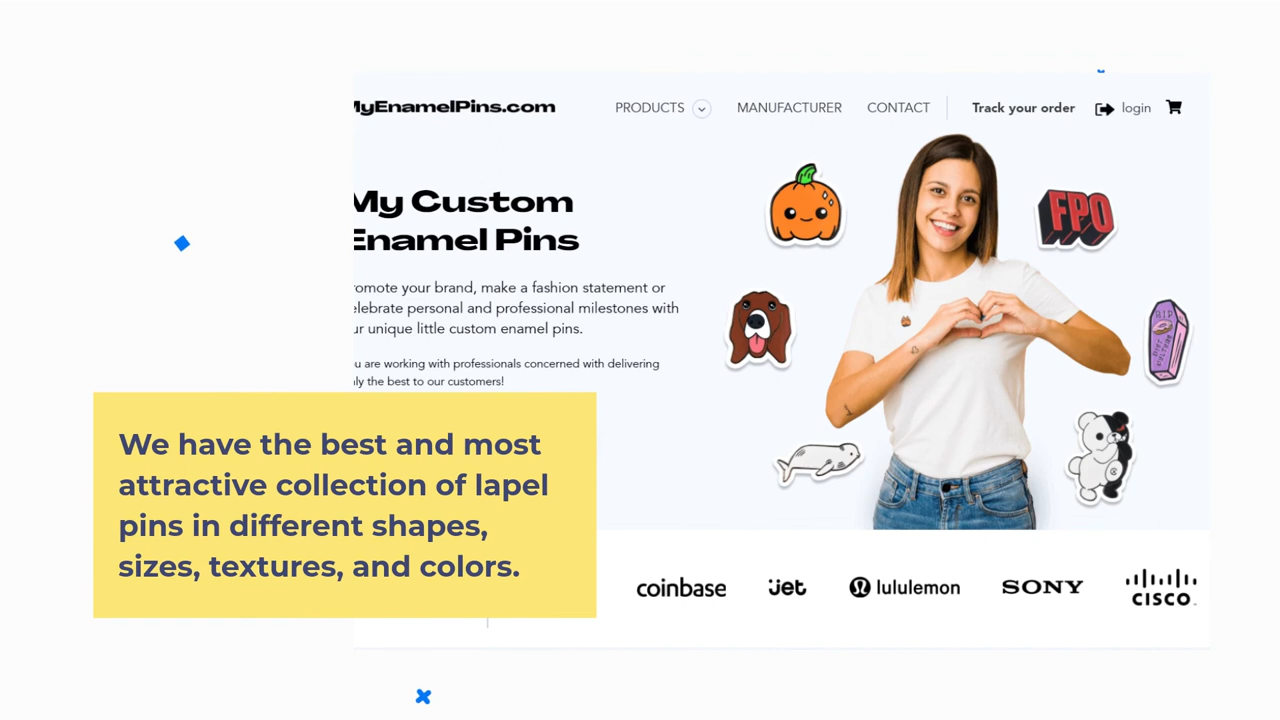 MyEnamelPins.com
PRODUCTS
MANUFACTURER
CONTACT
Track your order
login
My Custom
Enamel Pins
romote your brand, make a fashion statement or
elebrate personal and professional milestones with
ur unique little custom enamel pins.
u are working with professionals concerned with delivering
ly the best to our customers!
FPO
RIP
We have the best and most
attractive collection of lapel
pins in different shapes,
sizes, textures, and colors.
coinbase
jet
lululemon
SONY
CISCO